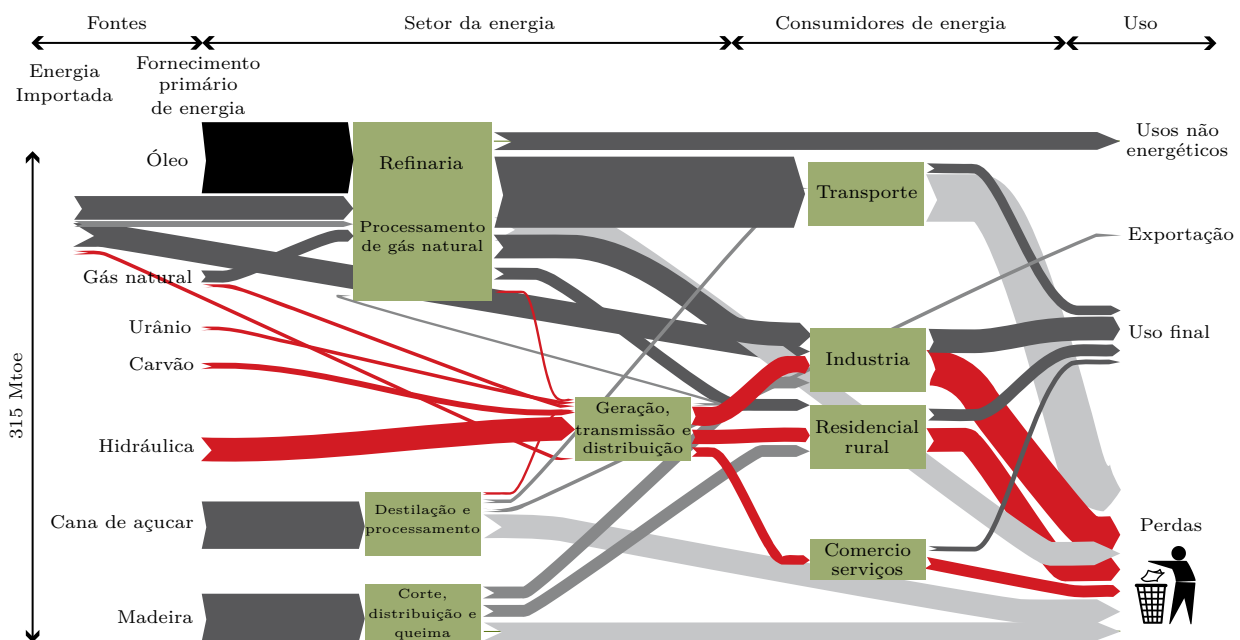 Fontes
Setor da energia
Consumidores de energia
Uso
Energia
Importada
Fornecimento
primário
de energia
315 Mtoe
Óleo
Gás natural
Urânio
Carvão
Hidráulica
Cana de açucar
Madeira
Refinaria
Processamento
de gás natural
Geração,
transmissão e
distribuição
Destilação e
processamento
Corte,
distribuição e
queima
Transporte
Industria
Residencial
rural
Comercio
serviços
Usos não
energéticos
Exportação
Uso final
Perdas